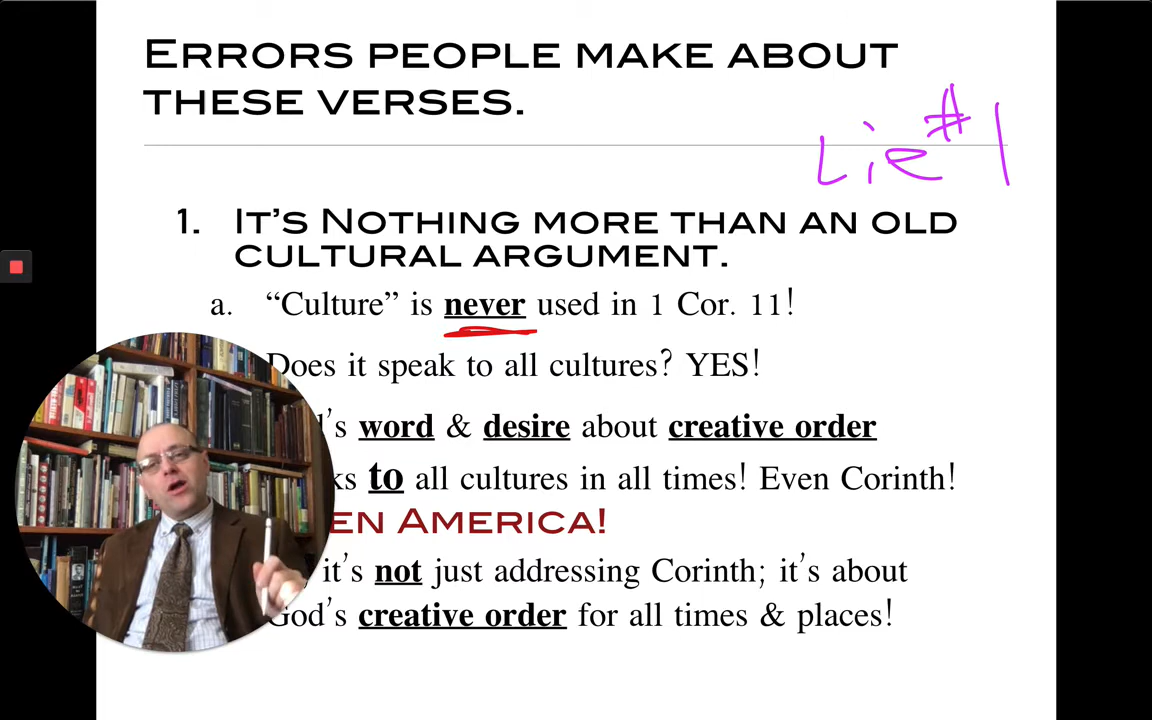 ERRORS PEOPLE MAKE ABOUT
THESE VERSES.
Lie #1
1. IT'S NOTHING MORE THAN AN OLD
CULTURAL ARGUMENT.
a. “Culture” is never used in 1 Cor. 11!
Does it speak to all cultures? YES!
's word & desire about creative order
ks to all cultures in all times! Even Corinth!
EN AMERICA!
it's not just addressing Corinth; it's about
God's creative order for all times & places!